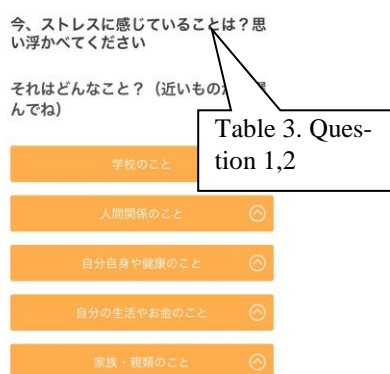 今、ストレスに感じていることは?思
い浮かべてください
それはどんなこと?(近いもの
んでね)
Table 3. Ques-
tion 1,2
学校のこと
人間関係のこと
自分自身や健康のこと
自分の生活やお金のこと
家族・親類のこと